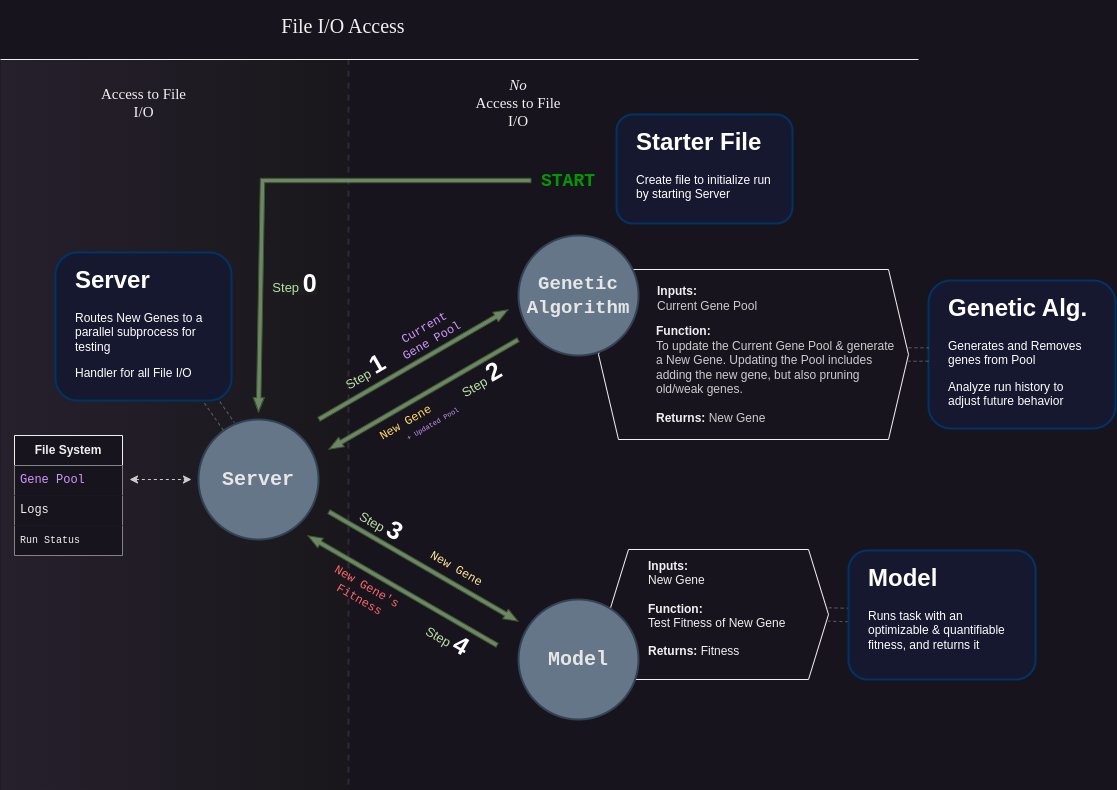 File I/O Access
Access to File
I/O
No
Access to File
I/O
Starter File
Create file to initialize run
by starting Server
START
Step 0
Server
Routes New Genes to a
parallel subprocess for
testing
Handler for all File I/O
Genetic
Algorithm
Inputs:
Current Gene Pool
Function:
To update the Current Gene Pool & generate
a New Gene. Updating the Pool includes
adding the new gene, but also pruning
old/weak genes.
Returns: New Gene
Genetic Alg.
Generates and Removes
genes from Pool
Analyze run history to
adjust future behavior
Current
Gene Pool
Step 1
Step 2
New Gene
+ Updated Pool
File System
Gene Pool
Logs
Run Status
Server
Step 3
New Gene
New Gene's
Fitness
Step 4
Model
Inputs:
New Gene
Function:
Test Fitness of New Gene
Returns: Fitness
Model
Runs task with an
optimizable & quantifiable
fitness, and returns it